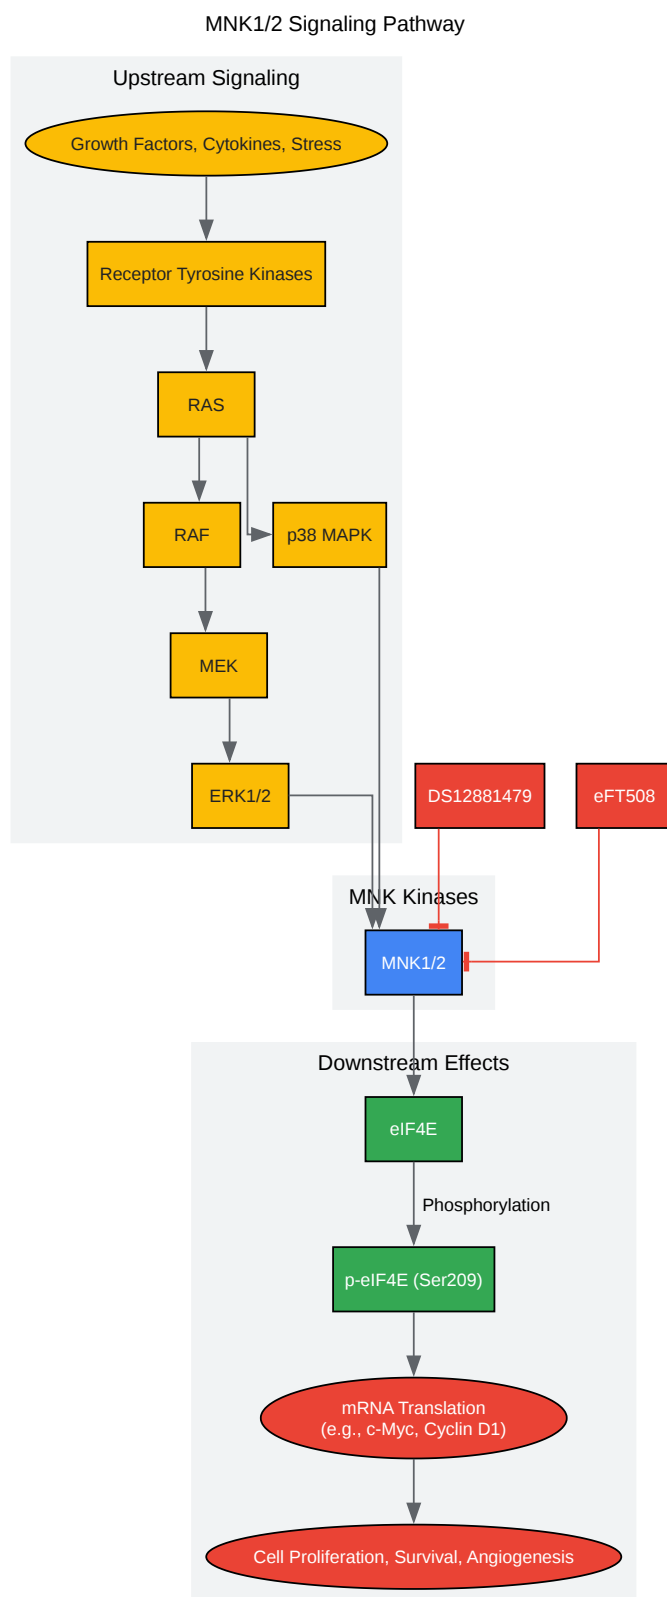 MNK1/2 Signaling Pathway
Upstream Signaling
Growth Factors, Cytokines, Stress
Receptor Tyrosine Kinases
RAS
RAF
p38 MAPK
MEK
ERK1/2
DS12881479
eFT508
MNK Kinases
MNK1/2
Downstream Effects
eIF4E
Phosphorylation
p-eIF4E (Ser209)
mRNA Translation
(e.g., c-Myc, Cyclin D1)
Cell Proliferation, Survival, Angiogenesis